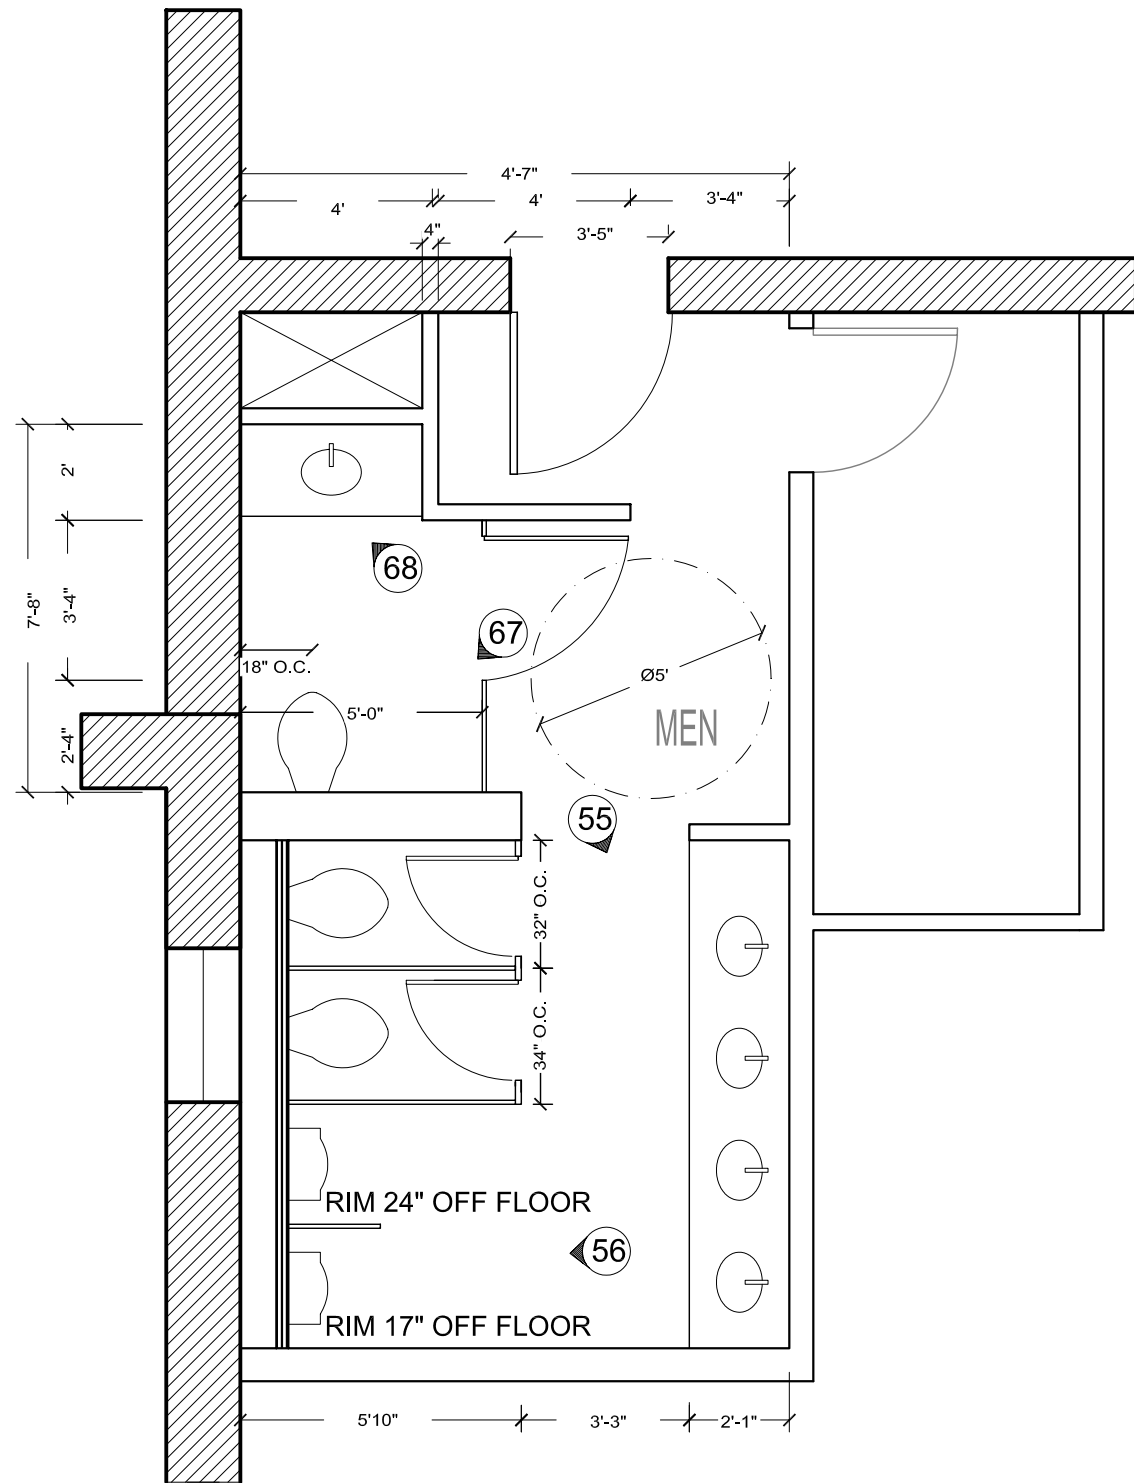 4'-7"
4'
4'
3'-4"
4"
3'-5"
2'
68
7'-8"
3'-4"
67
18" O.C.
Ø5'
5'-0"
MEN
2'-4"
55
32" O.C.
34" O.C.
RIM 24" OFF FLOOR
56
RIM 17" OFF FLOOR
5'10"
3'-3"
2'-1"